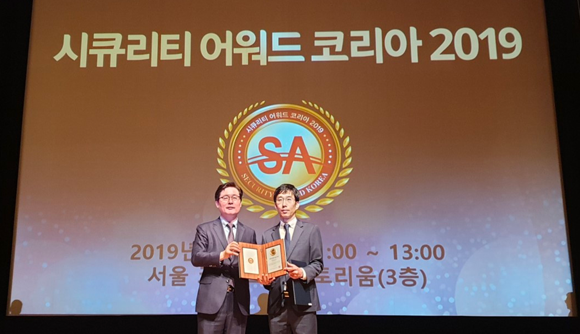 시큐리티 어워드 코리아 2019
시큐리티 어워드 코리아 2019
SA
SECURITY KOREA
2019년 :00 ~ 13:00
서울 토리움(3층)